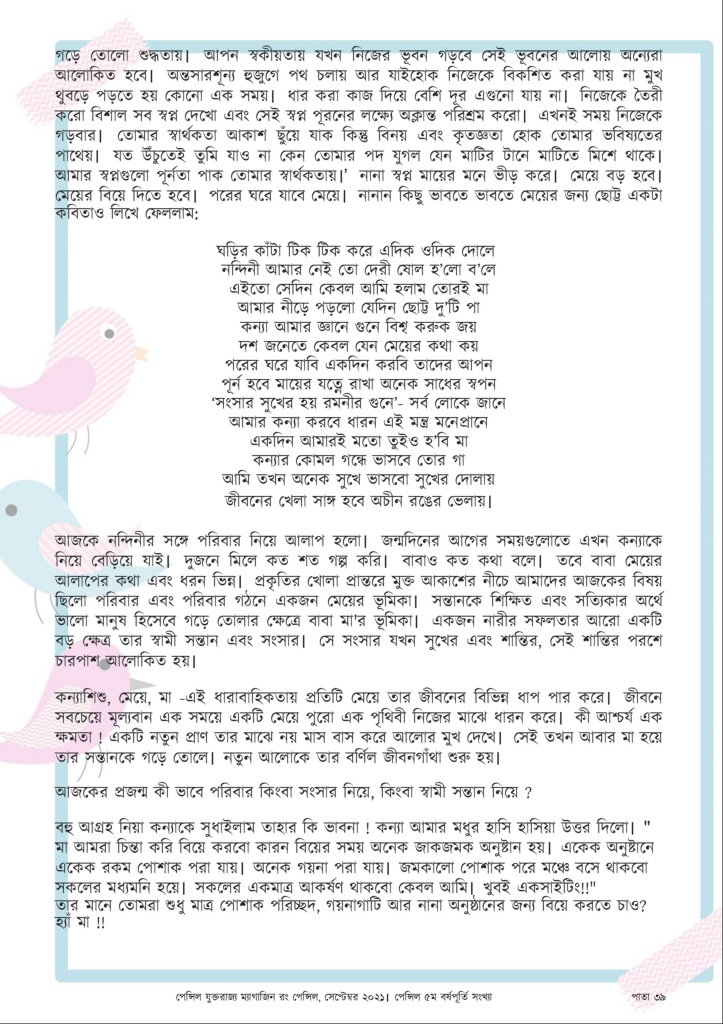 গড়ে তোলো শুদ্ধতায়। আপন স্বকীয়তায় যখন নিজের ভূবন গড়বে সেই ভূবনের আলোয় অন্যেরা
আলোকিত হবে। অন্তসারশূন্য হুজুগে পথ চলায় আর যাইহোক নিজেকে বিকশিত করা যায় না মুখ
থুবড়ে পড়তে হয় কোনো এক সময়। ধার করা কাজ দিয়ে বেশি দূর এগুনো যায় না। নিজেকে তৈরী
করো বিশাল সব স্বপ্ন দেখো এবং সেই স্বপ্ন পূরনের লক্ষ্যে অক্লান্ত পরিশ্রম করো। এখনই সময় নিজেকে
গড়বার। তোমার স্বার্থকতা আকাশ ছুঁয়ে যাক কিন্তু বিনয় এবং কৃতজ্ঞতা হোক তোমার ভবিষ্যতের
পাথেয়। যত উঁচুতেই তুমি যাও না কেন তোমার পদ যুগল যেন মাটির টানে মাটিতে মিশে থাকে।
আমার স্বপ্নগুলো পূর্নতা পাক তোমার স্বার্থকতায়।' নানা স্বপ্ন মায়ের মনে ভীড় করে। মেয়ে বড় হবে।
মেয়ের বিয়ে দিতে হবে। পরের ঘরে যাবে মেয়ে। নানান কিছু ভাবতে ভাবতে মেয়ের জন্য ছোট্ট একটা
কবিতাও লিখে ফেললাম:
ঘড়ির কাঁটা টিক টিক করে এদিক ওদিক দোলে
নন্দিনী আমার নেই তো দেরী ষোল হ'লো ব'লে
এইতো সেদিন কেবল আমি হলাম তোরই মা
আমার নীড়ে পড়লো যেদিন ছোট্ট দু'টি পা
কন্যা আমার জ্ঞানে গুনে বিশ্ব করুক জয়
দশ জনেতে কেবল যেন মেয়ের কথা কয়
পরের ঘরে যাবি একদিন করবি তাদের আপন
পূর্ন হবে মায়ের যত্নে রাখা অনেক সাধের স্বপন
'সংসার সুখের হয় রমনীর গুনে'- সর্ব লোকে জানে
আমার কন্যা করবে ধারন এই মন্ত্র মনেপ্রানে
একদিন আমারই মতো তুইও হ'বি মা
কন্যার কোমল গন্ধে ভাসবে তোর গা
আমি তখন অনেক সুখে ভাসবো সুখের দোলায়
জীবনের খেলা সাঙ্গ হবে অচীন রঙের ভেলায়।
আজকে নন্দিনীর সঙ্গে পরিবার নিয়ে আলাপ হলো। জন্মদিনের আগের সময়গুলোতে এখন কন্যাকে
নিয়ে বেড়িয়ে যাই। দুজনে মিলে কত শত গল্প করি। বাবাও কত কথা বলে। তবে বাবা মেয়ের
আলাপের কথা এবং ধরন ভিন্ন। প্রকৃতির খোলা প্রান্তরে মুক্ত আকাশের নীচে আমাদের আজকের বিষয়
ছিলো পরিবার এবং পরিবার গঠনে একজন মেয়ের ভূমিকা। সন্তানকে শিক্ষিত এবং সত্যিকার অর্থে
ভালো মানুষ হিসেবে গড়ে তোলার ক্ষেত্রে বাবা মা'র ভূমিকা। একজন নারীর সফলতার আরো একটি
বড় ক্ষেত্র তার স্বামী সন্তান এবং সংসার। সে সংসার যখন সুখের এবং শান্তির, সেই শান্তির পরশে
চারপাশ আলোকিত হয়।
কন্যাশিশু, মেয়ে, মা -এই ধারাবাহিকতায় প্রতিটি মেয়ে তার জীবনের বিভিন্ন ধাপ পার করে। জীবনে
সবচেয়ে মূল্যবান এক সময়ে একটি মেয়ে পুরো এক পৃথিবী নিজের মাঝে ধারন করে। কী আশ্চর্য এক
ক্ষমতা ! একটি নতুন প্রাণ তার মাঝে নয় মাস বাস করে আলোর মুখ দেখে। সেই তখন আবার মা হয়ে
তার সন্তানকে গড়ে তোলে। নতুন আলোকে তার বর্ণিল জীবনগাঁথা শুরু হয়।
আজকের প্রজন্ম কী ভাবে পরিবার কিংবা সংসার নিয়ে, কিংবা স্বামী সন্তান নিয়ে ?
বহু আগ্রহ নিয়া কন্যাকে সুধাইলাম তাহার কি ভাবনা ! কন্যা আমার মধুর হাসি হাসিয়া উত্তর দিলো। "
মা আমরা চিন্তা করি বিয়ে করবো কারন বিয়ের সময় অনেক জাকজমক অনুষ্টান হয়। একেক অনুষ্টানে
একেক রকম পোশাক পরা যায়। অনেক গয়না পরা যায়। জমকালো পোশাক পরে মঞ্চে বসে থাকবো
সকলের মধ্যমনি হয়ে। সকলের একমাত্র আকর্ষণ থাকবো কেবল আমি। খুবই একসাইটিং!!"
তার মানে তোমরা শুধু মাত্র পোশাক পরিচ্ছদ, গয়নাগাটি আর নানা অনুষ্ঠানের জন্য বিয়ে করতে চাও?
হ্যাঁ মা !!
পেন্সিল যুক্তরাজ্য ম্যাগাজিন রং পেন্সিল, সেপ্টেম্বর ২০২১। পেন্সিল ৫ম বর্ষপূর্তি সংখ্যা
পাতা ৩৯